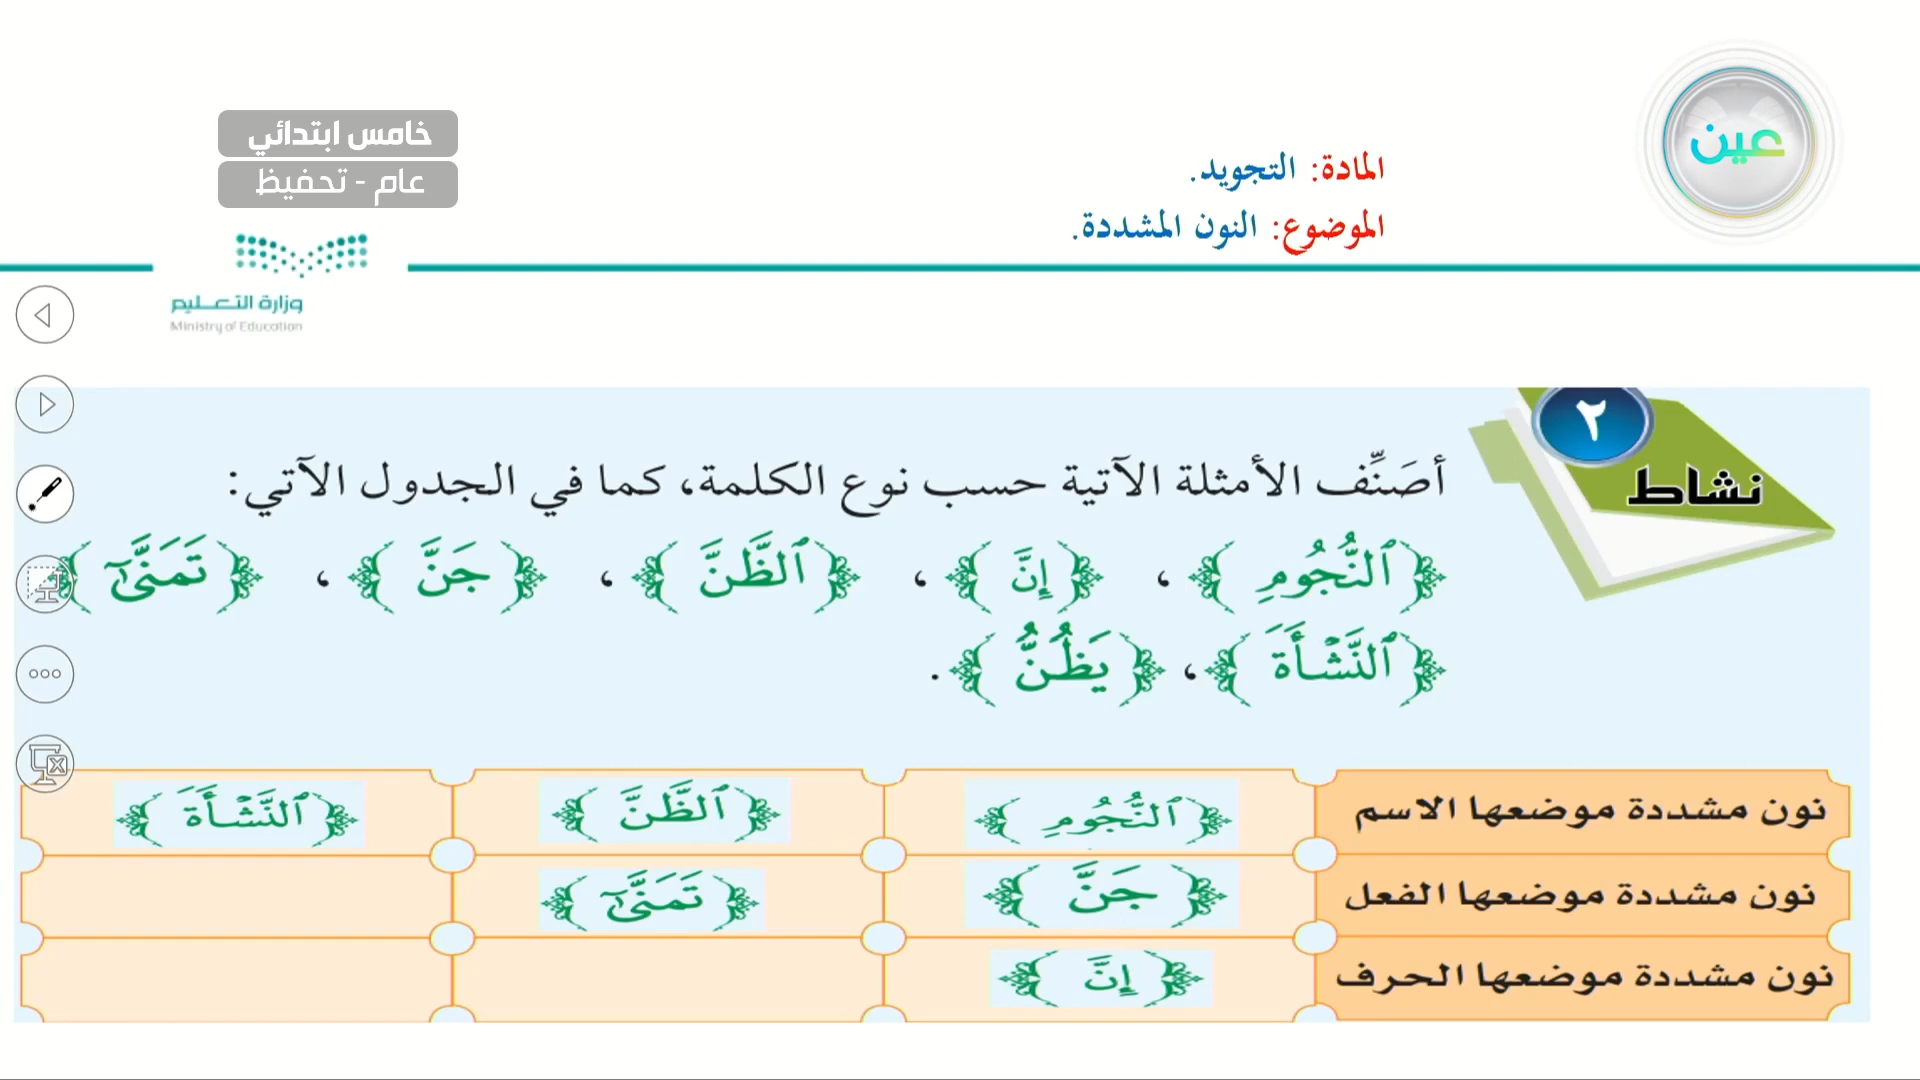 عين
خامس ابتدائي
عام - تحفيظ
المادة: التجويد.
الموضوع: النون المشددة.
وزارة التعليم
Ministry of Education
٢
نشاط
أصَنِّف الأمثلة الآتية حسب نوع الكلمة، كما في الجدول الآتي:
﴿ٱلنُّجُومِ﴾، ﴿إِنَّ﴾، ﴿ٱلظَّنَّ﴾، ﴿جَنَّ﴾، ﴿تَمَنَّىٰٓ﴾
﴿ٱلنَّشۡأَةَ﴾، ﴿يَظُنُّ﴾.
نون مشددة موضعها الاسم ﴿ٱلنُّجُومِ﴾ ﴿ٱلظَّنَّ﴾ ﴿ٱلنَّشۡأَةَ﴾
نون مشددة موضعها الفعل ﴿جَنَّ﴾ ﴿تَمَنَّىٰٓ﴾
نون مشددة موضعها الحرف ﴿إِنَّ﴾